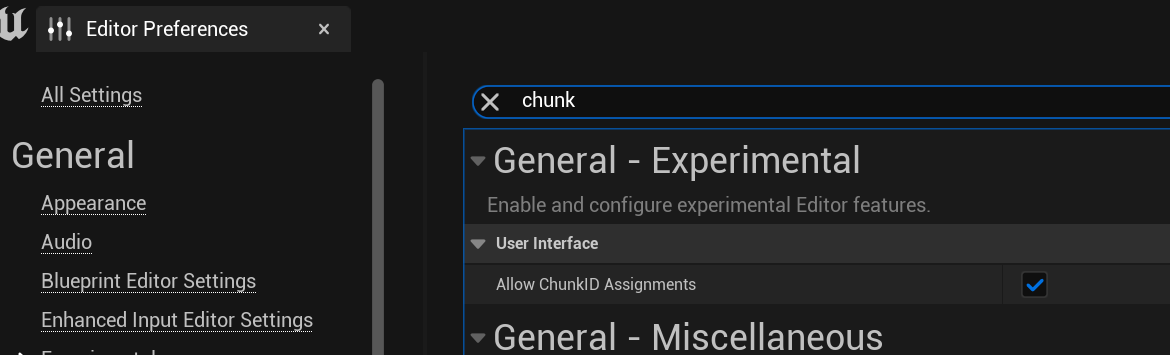 Editor Preferences
All Settings
General
Appearance
Audio
Blueprint Editor Settings
Enhanced Input Editor Settings
chunk
General - Experimental
Enable and configure experimental Editor features.
User Interface
Allow ChunkID Assignments
General - Miscellaneous